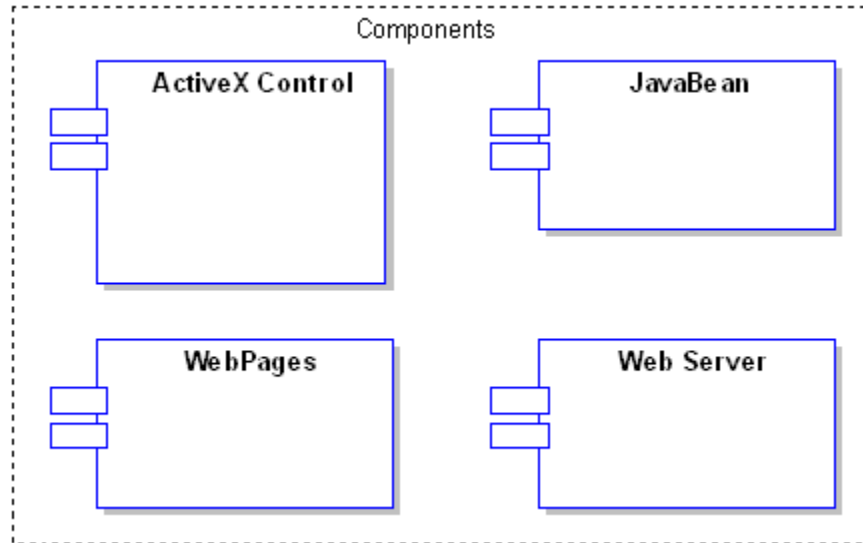 Components
ActiveX Control
JavaBean
WebPages
Web Server